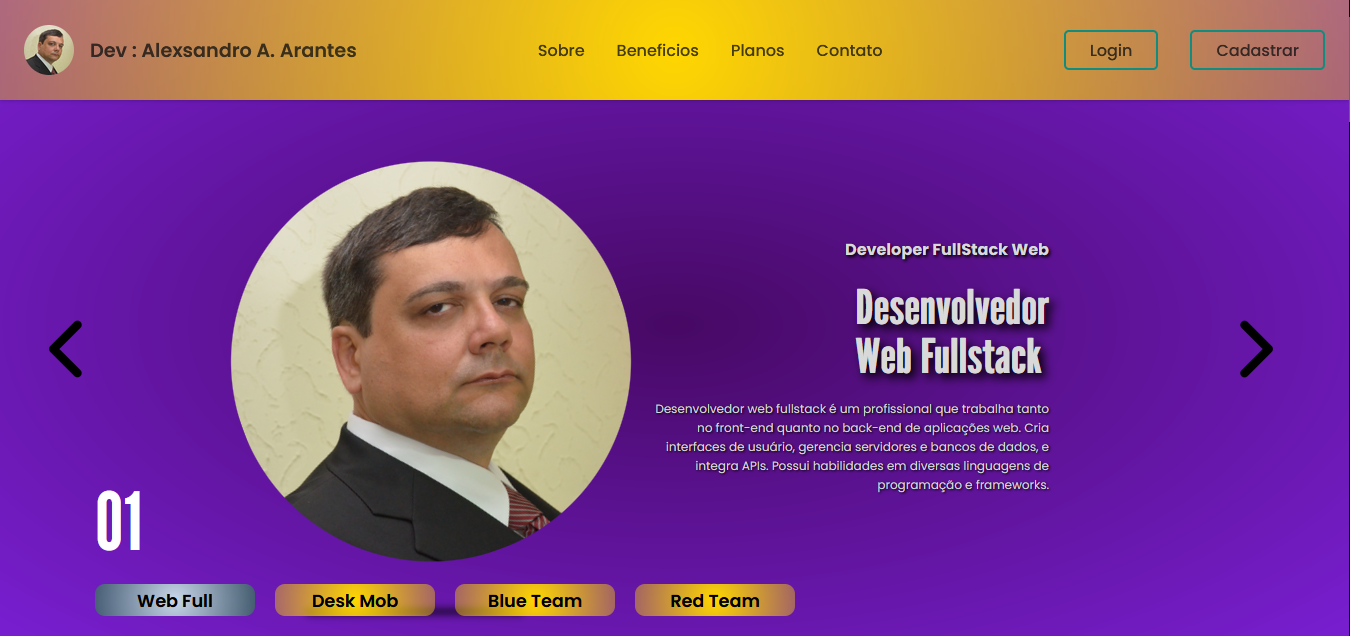 Dev : Alexsandro A. Arantes
Sobre
Beneficios
Planos
Contato
Login
Cadastrar
Developer FullStack Web
Desenvolvedor
Web Fullstack
Desenvolvedor web fullstack é um profissional que trabalha tanto
no front-end quanto no back-end de aplicações web. Cria
interfaces de usuário, gerencia servidores e bancos de dados, e
integra APIs. Possui habilidades em diversas linguagens de
programação e frameworks.
01
Web Full
Desk Mob
Blue Team
Red Team